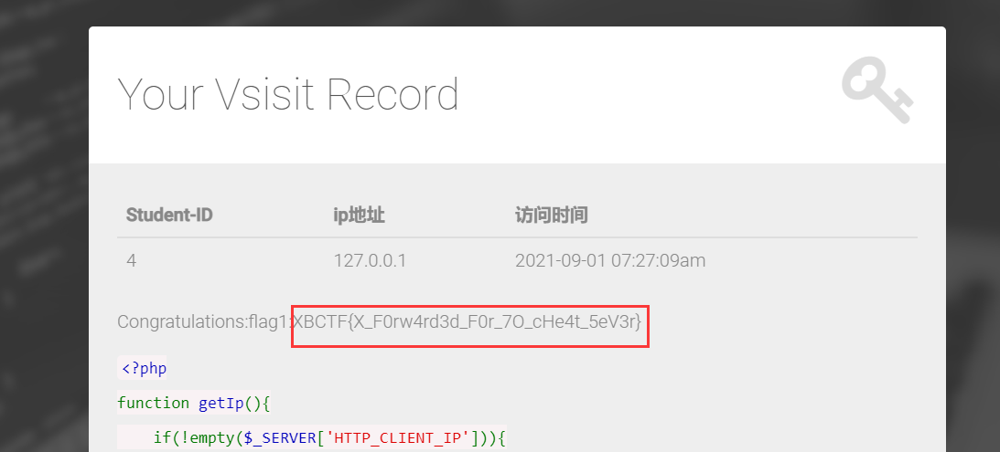 Your Vsisit Record
Student-ID ip地址 访问时间
4 127.0.0.1 2021-09-01 07:27:09am
Congratulations:flag1:XBCTF{X_F0rw4rd3d_F0r_7O_cHe4t_5eV3r}
<?php
function getIp(){
if(!empty($_SERVER['HTTP_CLIENT_IP'])){